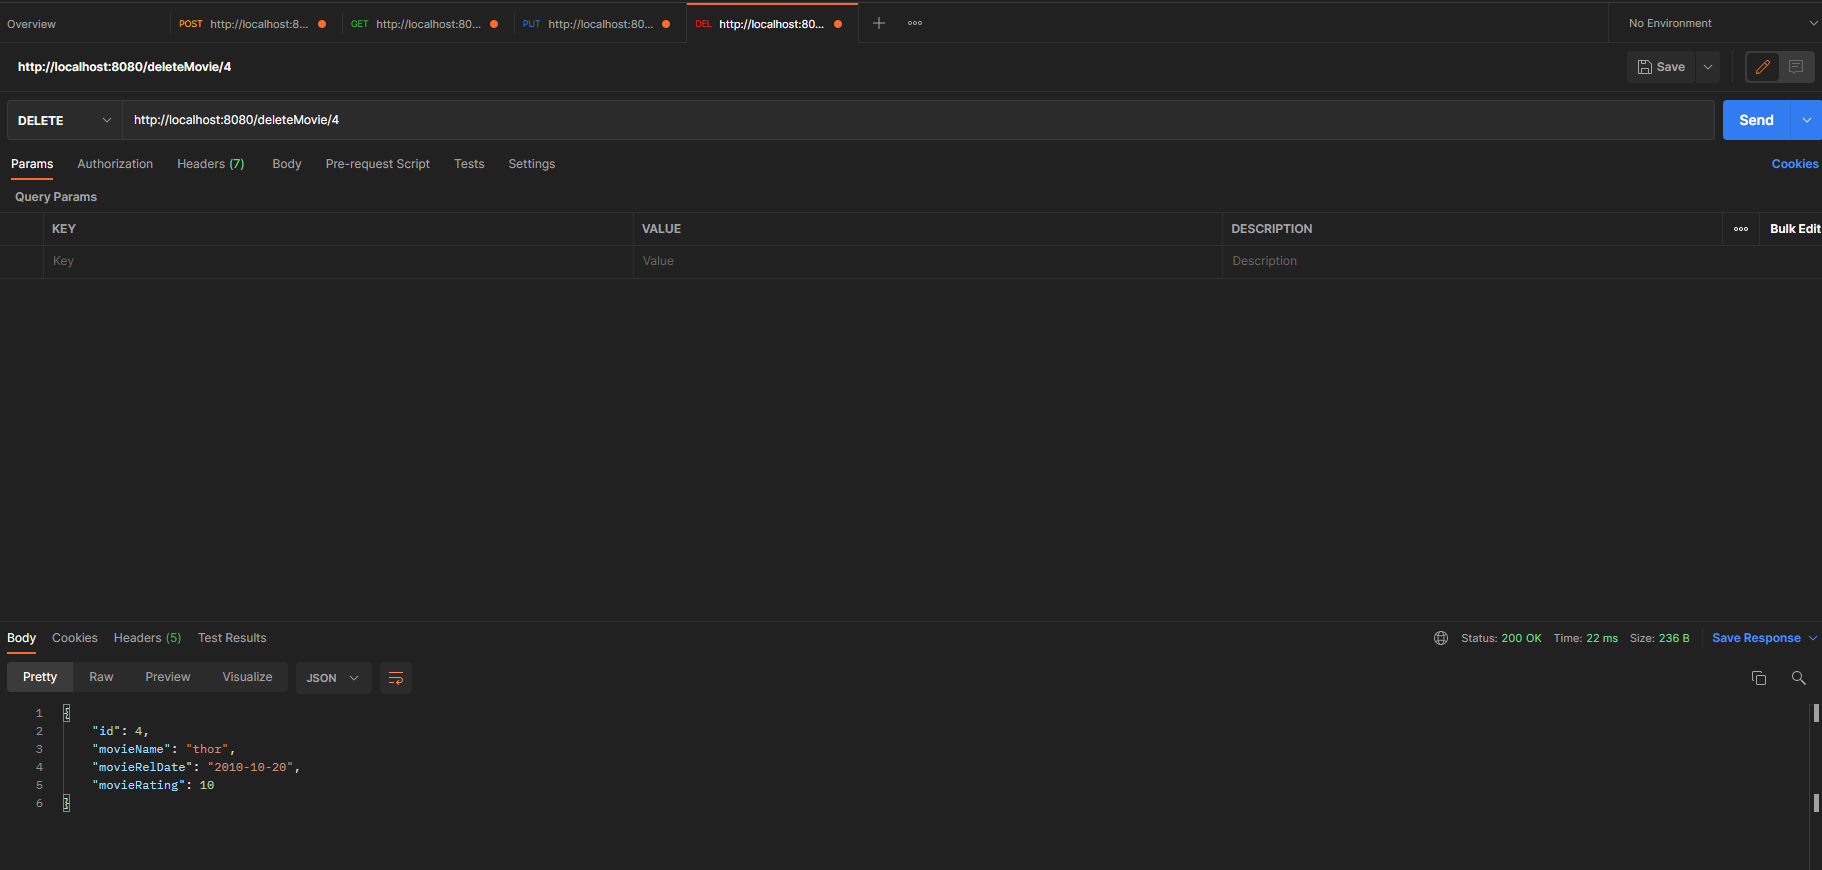 Overview POST http://localhost:8... GET http://localhost:80... PUT http://localhost:80... DEL http://localhost:80... No Environment
http://localhost:8080/deleteMovie/4 Save
DELETE http://localhost:8080/deleteMovie/4 Send
Params Authorization Headers (7) Body Pre-request Script Tests Settings Cookies
Query Params
KEY VALUE DESCRIPTION Bulk Edit
Key Value Description
Body Cookies Headers (5) Test Results Status: 200 OK Time: 22 ms Size: 236 B Save Response
Pretty Raw Preview Visualize JSON
1 {
2 "id": 4,
3 "movieName": "thor",
4 "movieRelDate": "2010-10-20",
5 "movieRating": 10
6 }